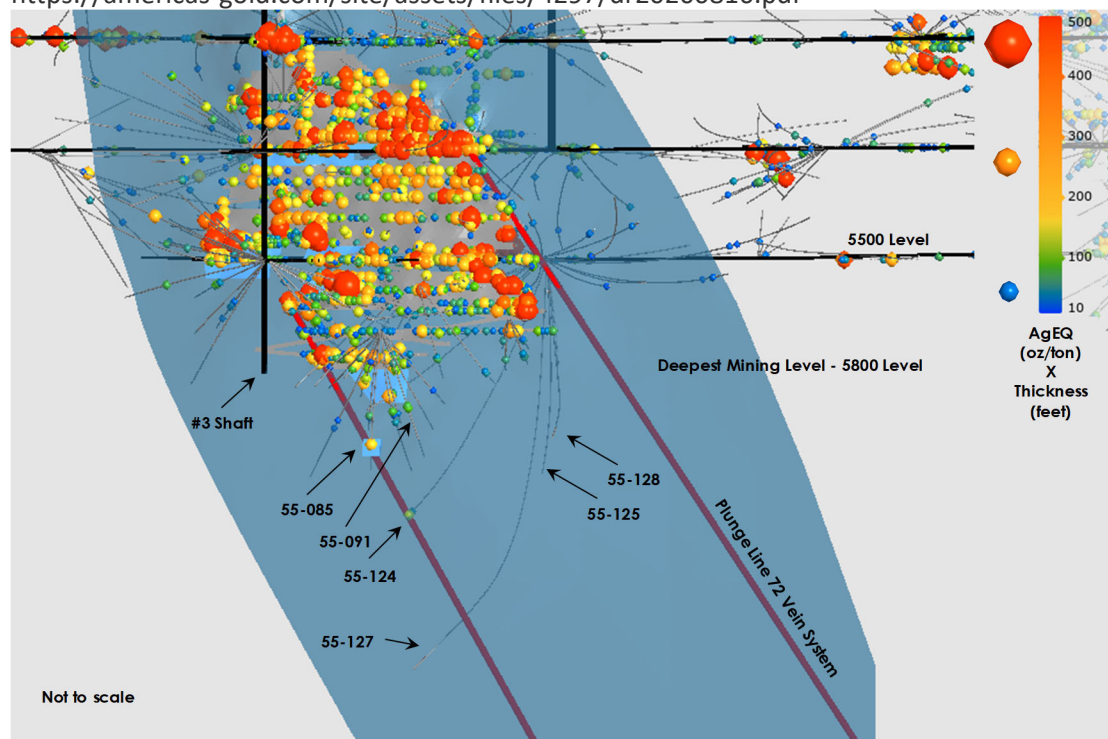 500
400
300
200
100
10
AgEQ
(oz/ton)
X
Thickness
(feet)
5500 Level
Deepest Mining Level - 5800 Level
#3 Shaft
55-128
55-085
55-125
55-091
55-124
Plunge Line 72 Vein System
55-127
Not to scale